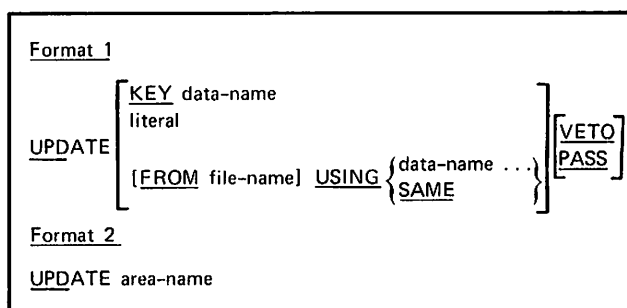 Format 1
KEY data-name
literal
UPDATE
[FROM file-name] USING {data-name ... SAME}
VETO
PASS
Format 2
UPDATE area-name